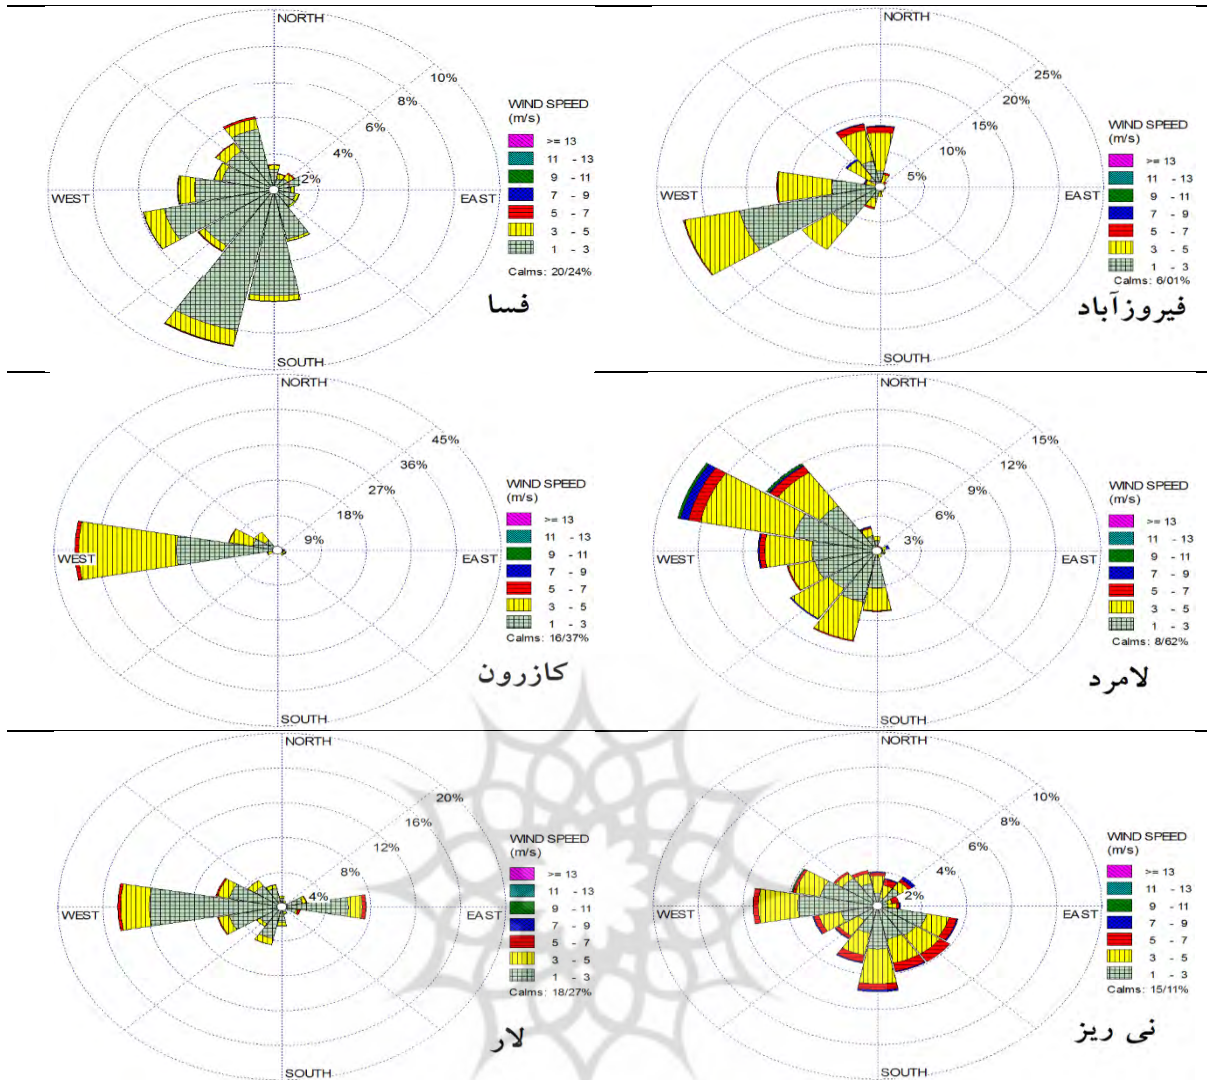 NORTH
10%
8%
6%
4%
2%
WEST
EAST
SOUTH
WIND SPEED
(m/s)
>= 13
11 - 13
9 - 11
7 - 9
5 - 7
3 - 5
1 - 3
Calms: 20/24%
فسا
NORTH
25%
20%
15%
10%
5%
WEST
EAST
SOUTH
WIND SPEED
(m/s)
>= 13
11 - 13
9 - 11
7 - 9
5 - 7
3 - 5
1 - 3
Calms: 6/01%
فیروزآباد
NORTH
45%
36%
27%
18%
9%
WEST
EAST
SOUTH
WIND SPEED
(m/s)
>= 13
11 - 13
9 - 11
7 - 9
5 - 7
3 - 5
1 - 3
Calms: 16/37%
کازرون
NORTH
15%
12%
9%
6%
3%
WEST
EAST
SOUTH
WIND SPEED
(m/s)
>= 13
11 - 13
9 - 11
7 - 9
5 - 7
3 - 5
1 - 3
Calms: 8/62%
لامرد
NORTH
20%
16%
12%
8%
4%
WEST
EAST
SOUTH
WIND SPEED
(m/s)
>= 13
11 - 13
9 - 11
7 - 9
5 - 7
3 - 5
1 - 3
Calms: 18/27%
لار
NORTH
10%
8%
6%
4%
2%
WEST
EAST
SOUTH
WIND SPEED
(m/s)
>= 13
11 - 13
9 - 11
7 - 9
5 - 7
3 - 5
1 - 3
Calms: 15/11%
نی ریز